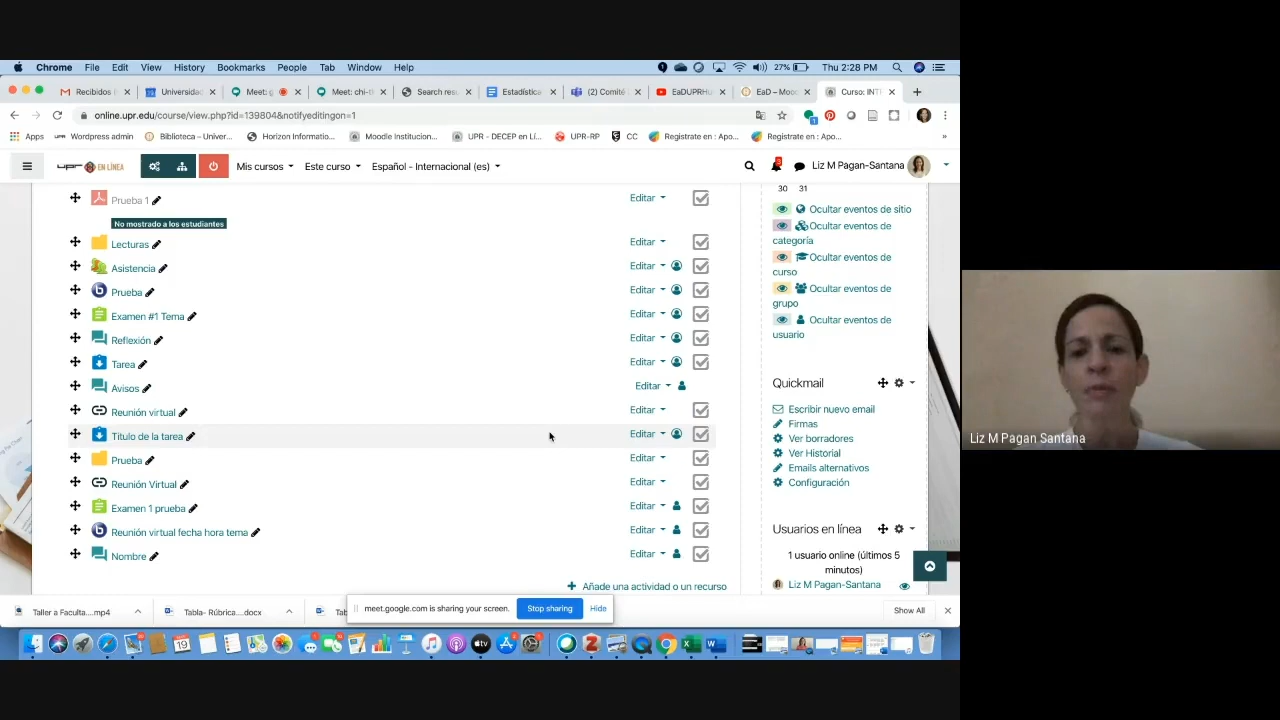 Chrome File Edit View History Bookmarks People Tab Window Help 27% Thu 2:28 PM
Recibidos ( Universidac Meet: g Meet: chi-D Search resu Estadística (2) Comité EaDUPRHu EaD – Mooc Curso: INTI
online.upr.edu/course/view.php?id=139804&notifyeditingon=1
Apps Wordpress admin Biblioteca – Univer... Horizon Informatio... Moodle Institucion... UPR - DECEP en Lí... UPR-RP CC Registrate en : Apo... Registrate en : Apo... »
upr EN LÍNEA Mis cursos Este curso Español - Internacional (es) Liz M Pagan-Santana
Prueba 1 Editar
No mostrado a los estudiantes
Lecturas Editar
Asistencia Editar
Prueba Editar
Examen #1 Tema Editar
Reflexión Editar
Tarea Editar
Avisos Editar
Reunión virtual Editar
Titulo de la tarea Editar
Prueba Editar
Reunión Virtual Editar
Examen 1 prueba Editar
Reunión virtual fecha hora tema Editar
Nombre Editar
Añade una actividad o un recurso
30 31
Ocultar eventos de sitio
Ocultar eventos de
categoría
Ocultar eventos de
curso
Ocultar eventos de
grupo
Ocultar eventos de
usuario
Quickmail
Escribir nuevo email
Firmas
Ver borradores
Ver Historial
Emails alternativos
Configuración
Usuarios en línea
1 usuario online (últimos 5
minutos)
Liz M Pagan-Santana
Taller a Faculta....mp4 Tabla- Rúbrica....docx Tab meet.google.com is sharing your screen. Stop sharing Hide Show All
Liz M Pagan Santana